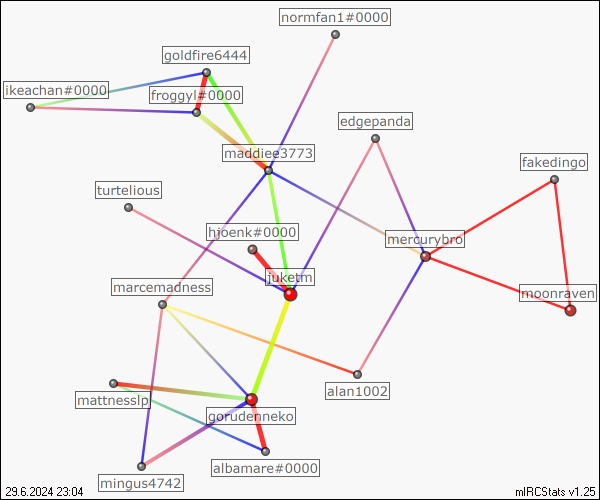 normfan1#0000
goldfire6444
ikeachan#0000
froggyl#0000
edgepanda
maddiee3773
fakedingo
turtelious
hjoenk#0000
mercurybro
juketm
marcemadness
moonraven
alan1002
mattnesslp
gorudenneko
albamare#0000
mingus4742
29.6.2024 23:04
mIRCStats v1.25